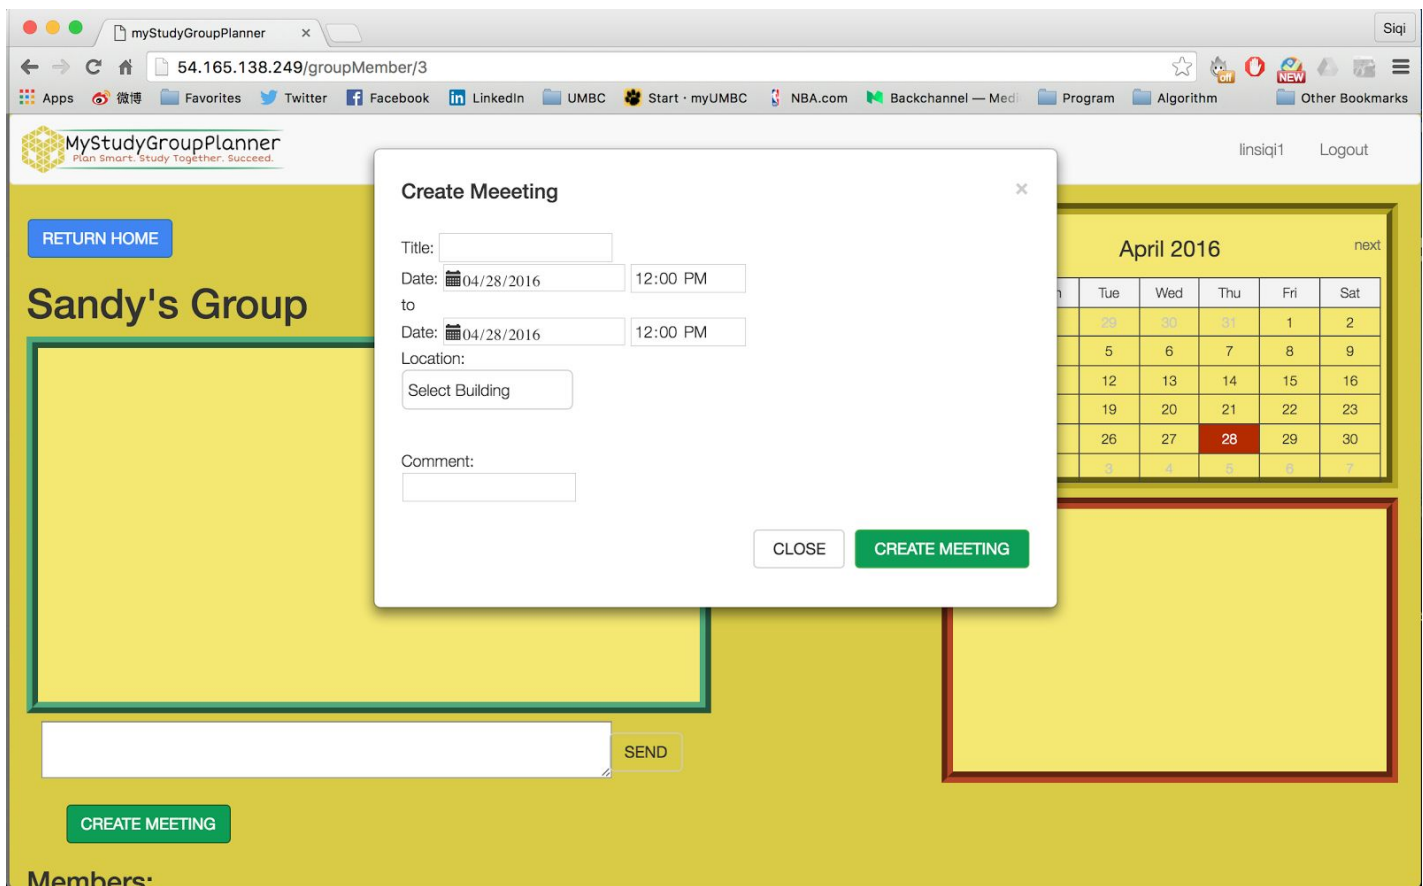 myStudyGroupPlanner
Siqi
54.165.138.249/groupMember/3
off
NEW
Apps 微博 Favorites Twitter Facebook LinkedIn UMBC Start · myUMBC NBA.com Backchannel — Medi Program Algorithm Other Bookmarks
MyStudyGroupPlanner
Plan Smart. Study Together. Succeed.
linsiqi1 Logout
RETURN HOME
Sandy's Group
Create Meeeting ×
Title:
Date: 04/28/2016 12:00 PM
to
Date: 04/28/2016 12:00 PM
Location:
Select Building
Comment:
CLOSE CREATE MEETING
April 2016 next
Tue Wed Thu Fri Sat
29 30 31 1 2
5 6 7 8 9
12 13 14 15 16
19 20 21 22 23
26 27 28 29 30
3 4 5 6 7
SEND
CREATE MEETING
Members: